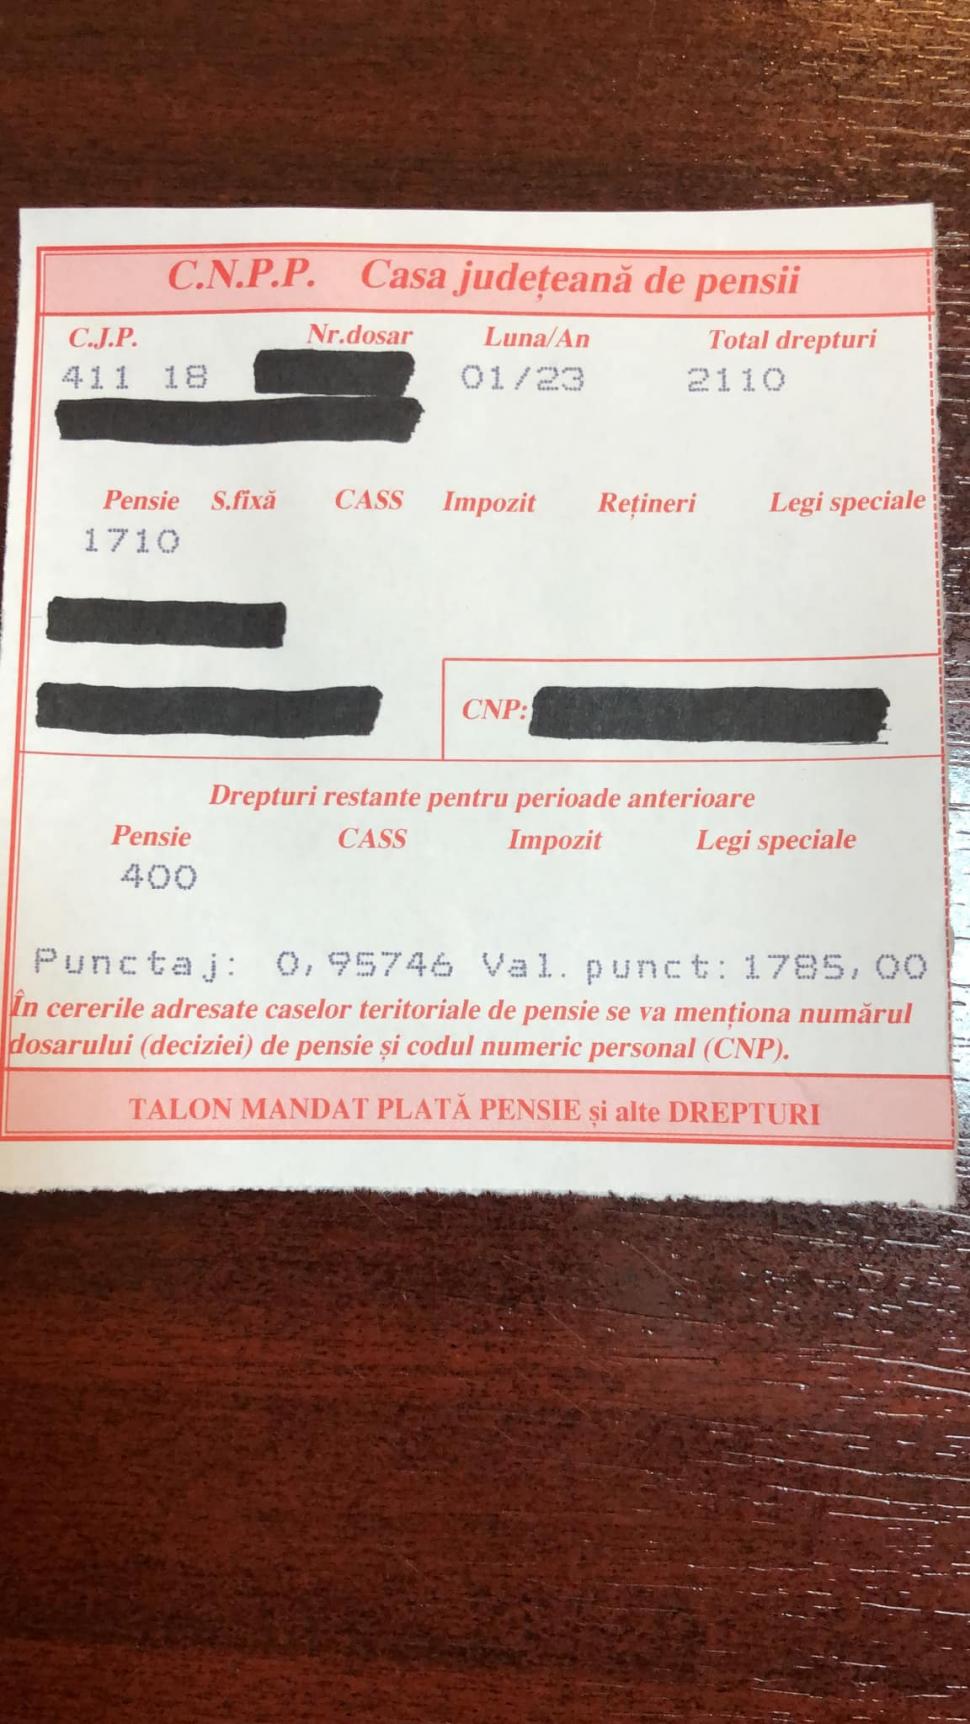 C.N.P.P. Casa județeană de pensii
C.J.P. Nr.dosar Luna/An Total drepturi
411 18 01/23 2110
Pensie S.fixă CASS Impozit Rețineri Legi speciale
1710
CNP:
Drepturi restante pentru perioade anterioare
Pensie CASS Impozit Legi speciale
400
Punctaj: 0,95746 Val. punct: 1785,00
În cererile adresate caselor teritoriale de pensie se va menționa numărul
dosarului (deciziei) de pensie și codul numeric personal (CNP).
TALON MANDAT PLATĂ PENSIE și alte DREPTURI